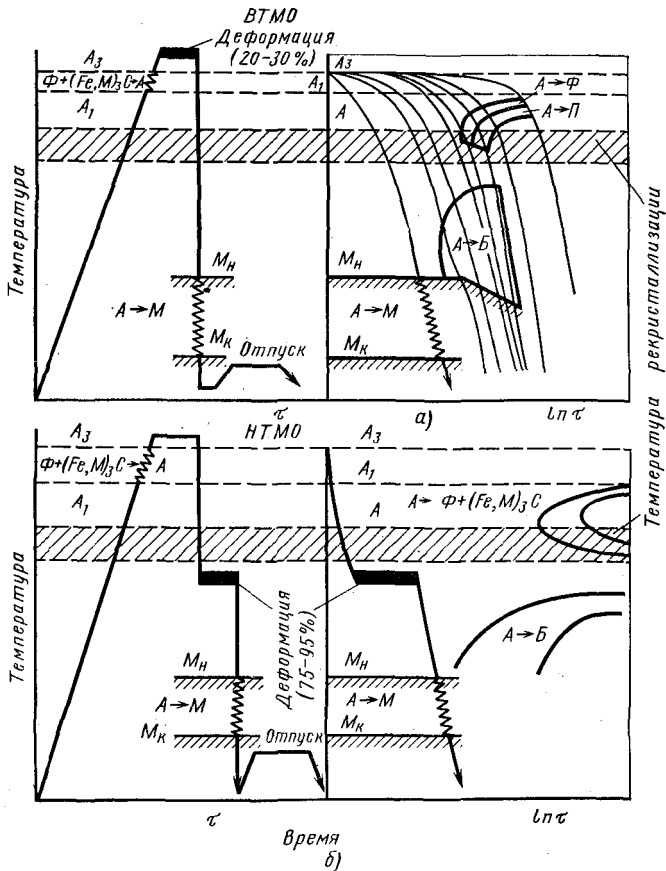 ВТМО
Деформация
(20-30%)
A₃
Ф+(Fe,M)₃C→A
A₁
A₃
A₁
A
A→Ф
A→П
A→Б
Mн
A→M
Mк
Отпуск
A→M
Mн
Mк
Температура
τ
а)
ln τ
Температура рекристаллизации
НТМО
A₃
Ф+(Fe,M)₃C→A
A₁
A₃
A₁
A
A→Ф+(Fe,M)₃C
Деформация
(75-95%)
A→Б
Mн
A→M
Mк
Отпуск
Mн
A→M
Mк
Температура
τ
ln τ
Время
б)